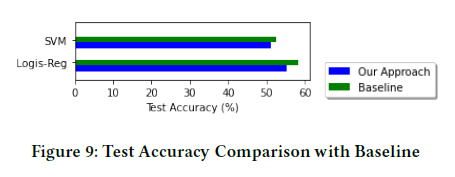 SVM
Logis-Reg
0 10 20 30 40 50 60
Test Accuracy (%)
Our Approach
Baseline
Figure 9: Test Accuracy Comparison with Baseline